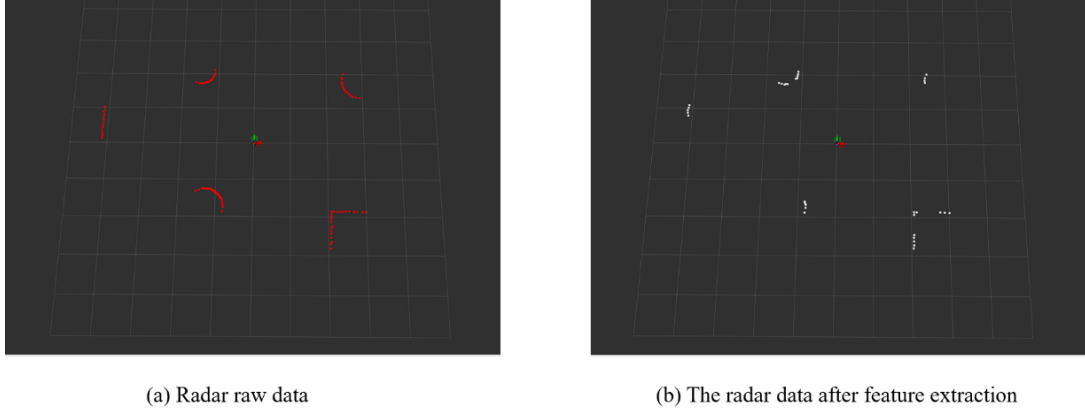 (a) Radar raw data
(b) The radar data after feature extraction